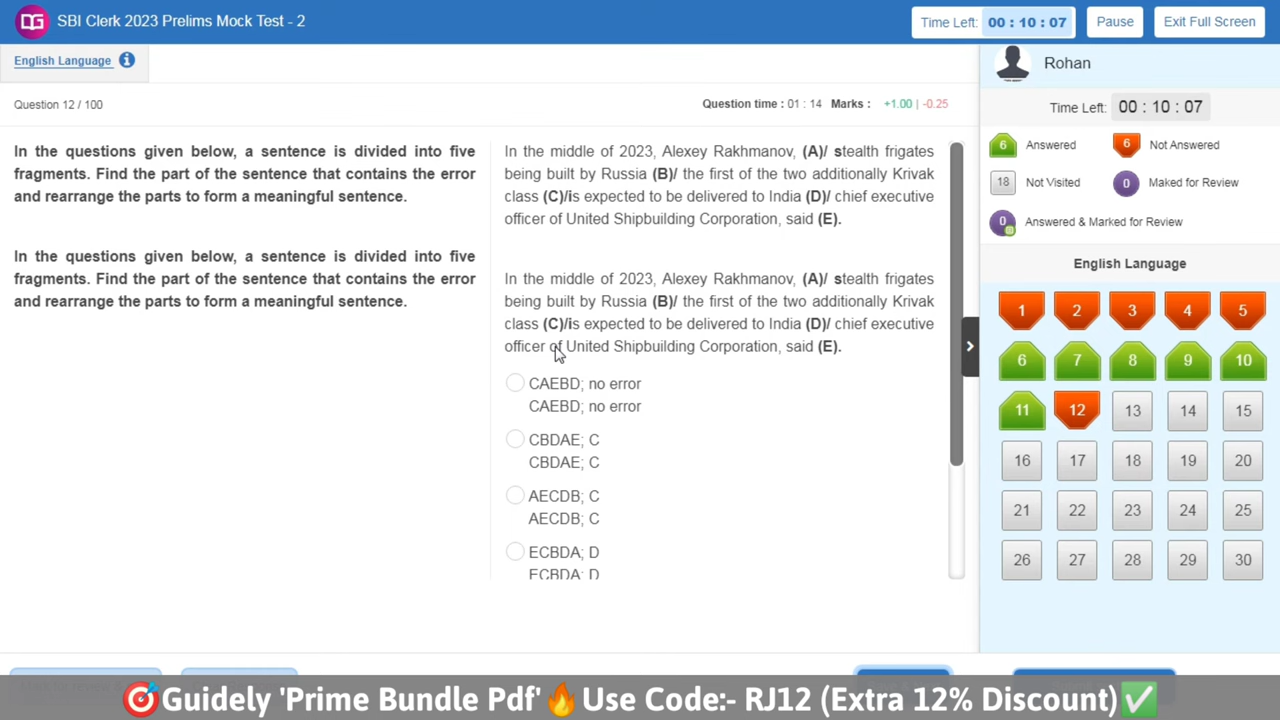 SBI Clerk 2023 Prelims Mock Test - 2
Time Left: 00 : 10 : 07
Pause
Exit Full Screen
English Language
Question 12 / 100
Question time : 01 : 14 Marks : +1.00 | -0.25
In the questions given below, a sentence is divided into five
fragments. Find the part of the sentence that contains the error
and rearrange the parts to form a meaningful sentence.
In the questions given below, a sentence is divided into five
fragments. Find the part of the sentence that contains the error
and rearrange the parts to form a meaningful sentence.
In the middle of 2023, Alexey Rakhmanov, (A)/ stealth frigates
being built by Russia (B)/ the first of the two additionally Krivak
class (C)/is expected to be delivered to India (D)/ chief executive
officer of United Shipbuilding Corporation, said (E).
In the middle of 2023, Alexey Rakhmanov, (A)/ stealth frigates
being built by Russia (B)/ the first of the two additionally Krivak
class (C)/is expected to be delivered to India (D)/ chief executive
officer of United Shipbuilding Corporation, said (E).
CAEBD; no error
CAEBD; no error
CBDAE; C
CBDAE; C
AECDB; C
AECDB; C
ECBDA; D
ECBDA; D
Rohan
Time Left: 00 : 10 : 07
6 Answered
6 Not Answered
18 Not Visited
0 Maked for Review
0 Answered & Marked for Review
English Language
1 2 3 4 5
6 7 8 9 10
11 12 13 14 15
16 17 18 19 20
21 22 23 24 25
26 27 28 29 30
🎯Guidely 'Prime Bundle Pdf'🔥Use Code:- RJ12 (Extra 12% Discount)✅